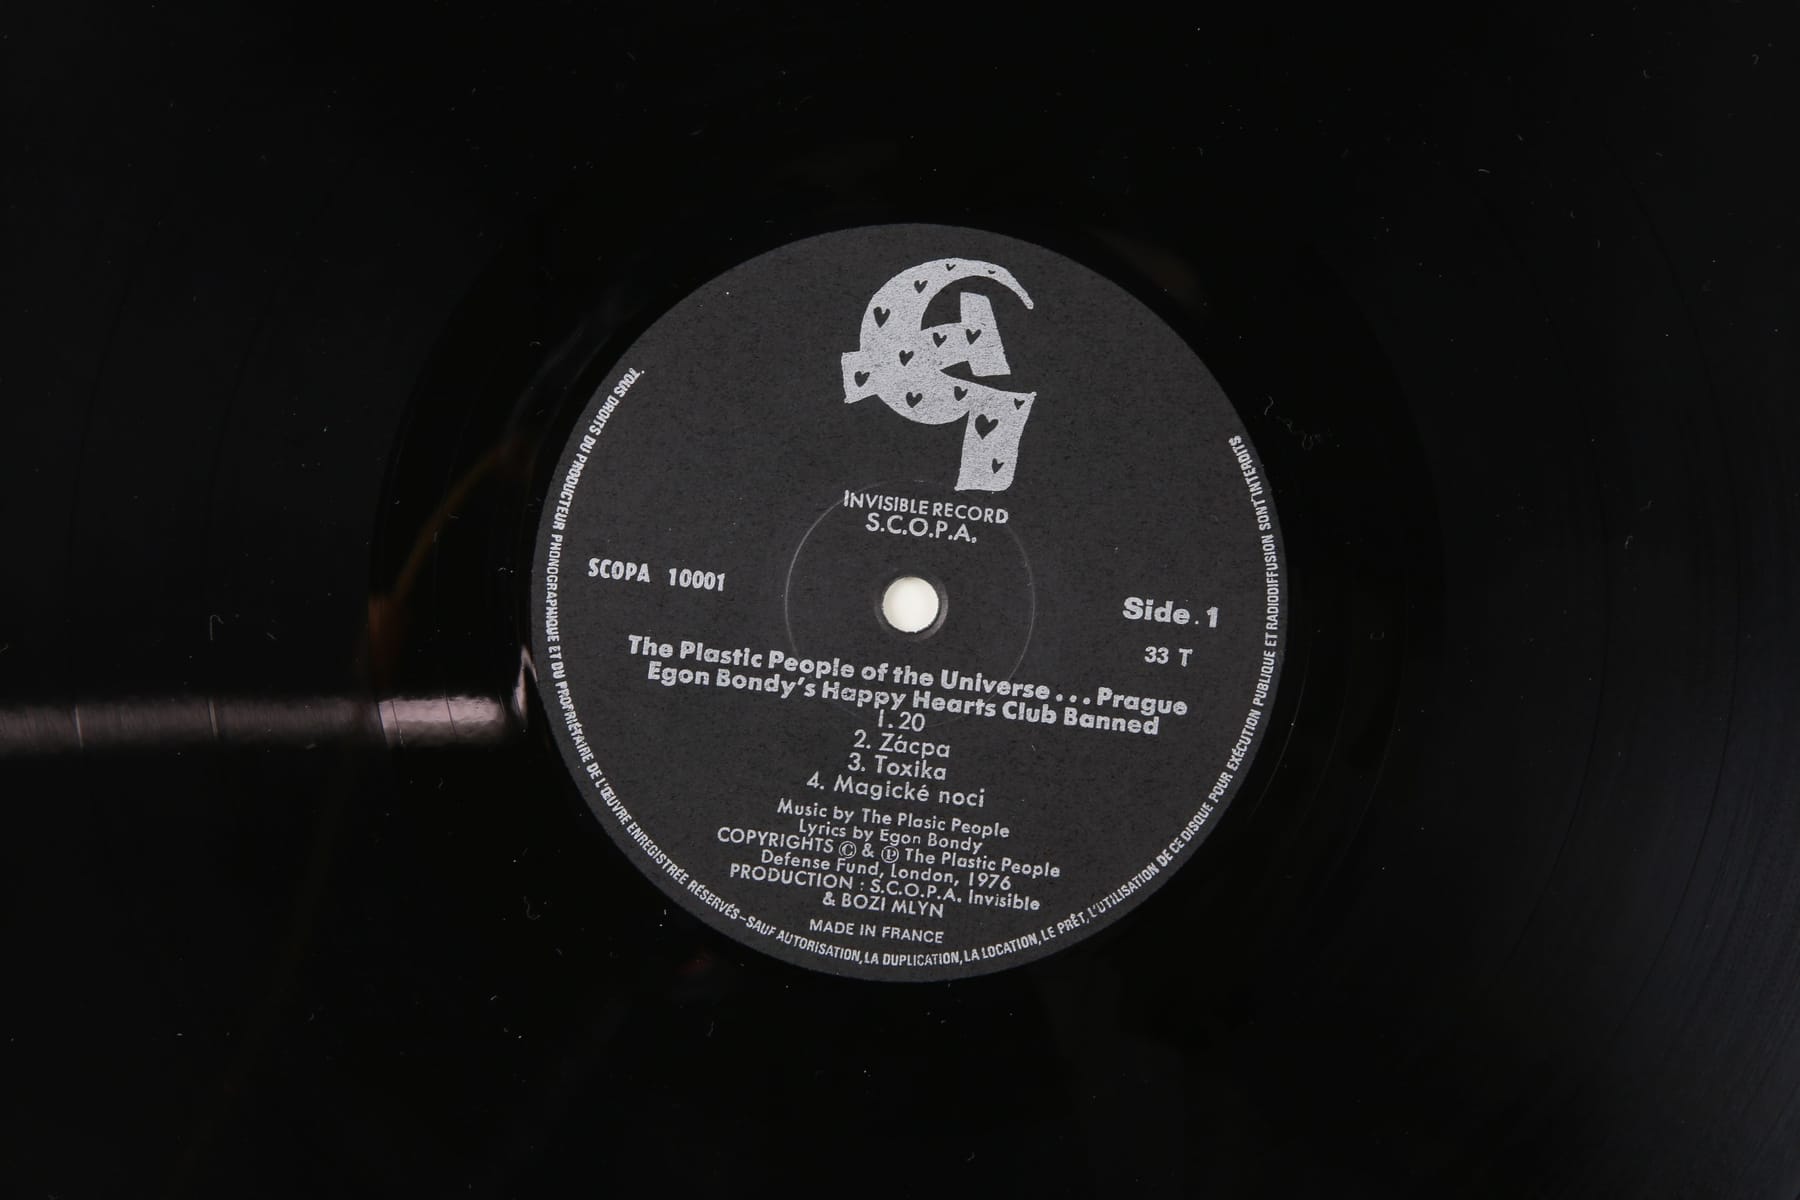 INVISIBLE RECORD
S.C.O.P.A.
SCOPA 10001
Side.1
33 T
The Plastic People of the Universe... Prague
Egon Bondy's Happy Hearts Club Banned
1. 20
2. Zácpa
3. Toxika
4. Magické noci
Music by The Plasic People
Lyrics by Egon Bondy
COPYRIGHTS © & ℗ The Plastic People
Defense Fund, London, 1976
PRODUCTION : S.C.O.P.A. Invisible
& BOZI MLYN
MADE IN FRANCE
TOUS DROITS DU PRODUCTEUR PHONOGRAPHIQUE ET DU PROPRIÉTAIRE DE L'ŒUVRE ENREGISTRÉE RÉSERVÉS-SAUF AUTORISATION, LA DUPLICATION, LA LOCATION, LE PRÊT, L'UTILISATION DE CE DISQUE POUR EXÉCUTION PUBLIQUE ET RADIODIFFUSION SONT INTERDITS